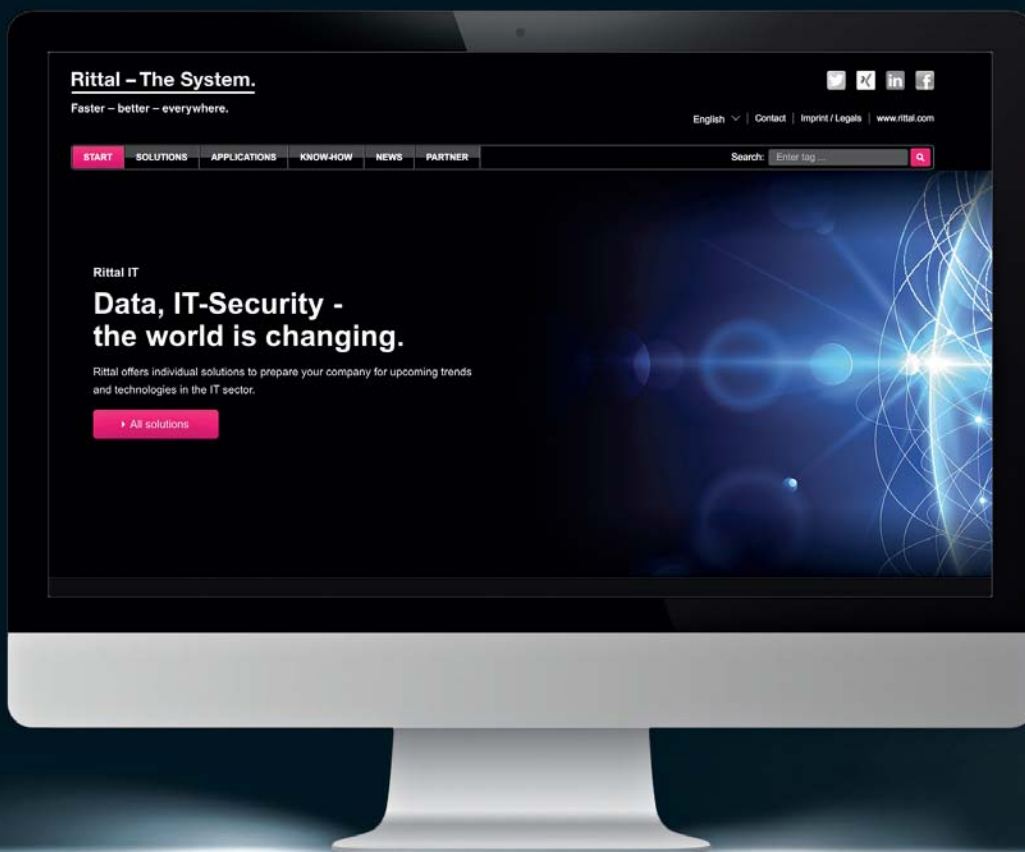 Rittal – The System.
Faster – better – everywhere.
English | Contact | Imprint / Legals | www.rittal.com
START SOLUTIONS APPLICATIONS KNOW-HOW NEWS PARTNER
Search: Enter tag ...
Rittal IT
Data, IT-Security -
the world is changing.
Rittal offers individual solutions to prepare your company for upcoming trends
and technologies in the IT sector.
All solutions